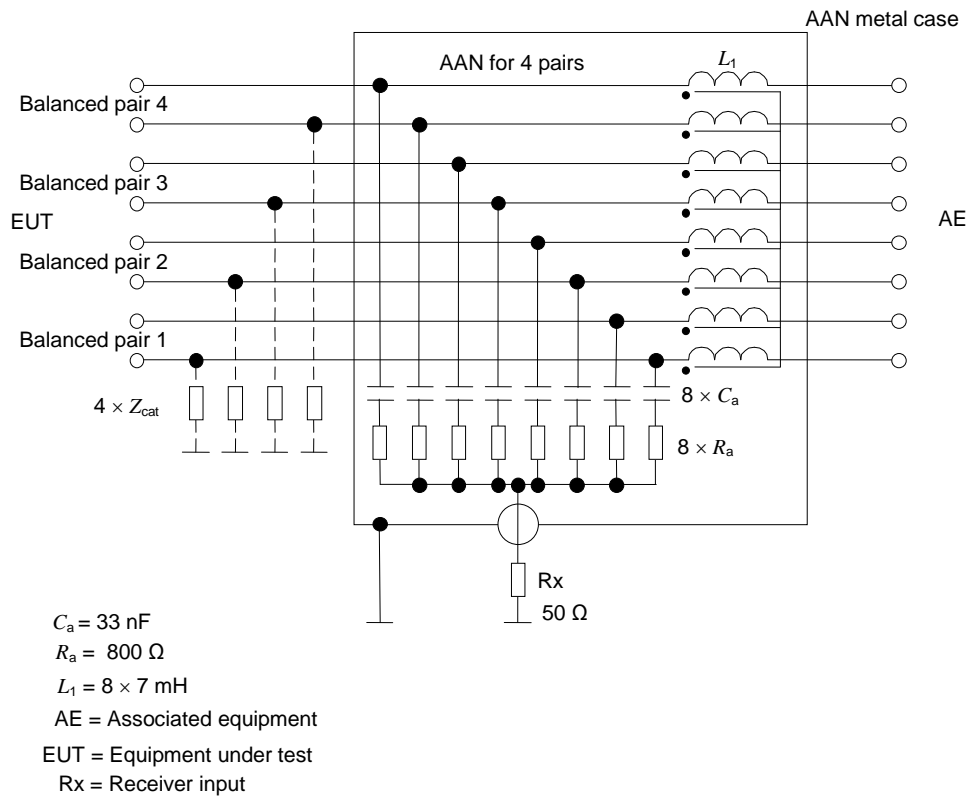 AAN metal case
AAN for 4 pairs
L1
Balanced pair 4
Balanced pair 3
EUT
AE
Balanced pair 2
Balanced pair 1
4 × Zcat
8 × Ca
8 × Ra
Rx
50 Ω
Ca = 33 nF
Ra = 800 Ω
L1 = 8 × 7 mH
AE = Associated equipment
EUT = Equipment under test
Rx = Receiver input